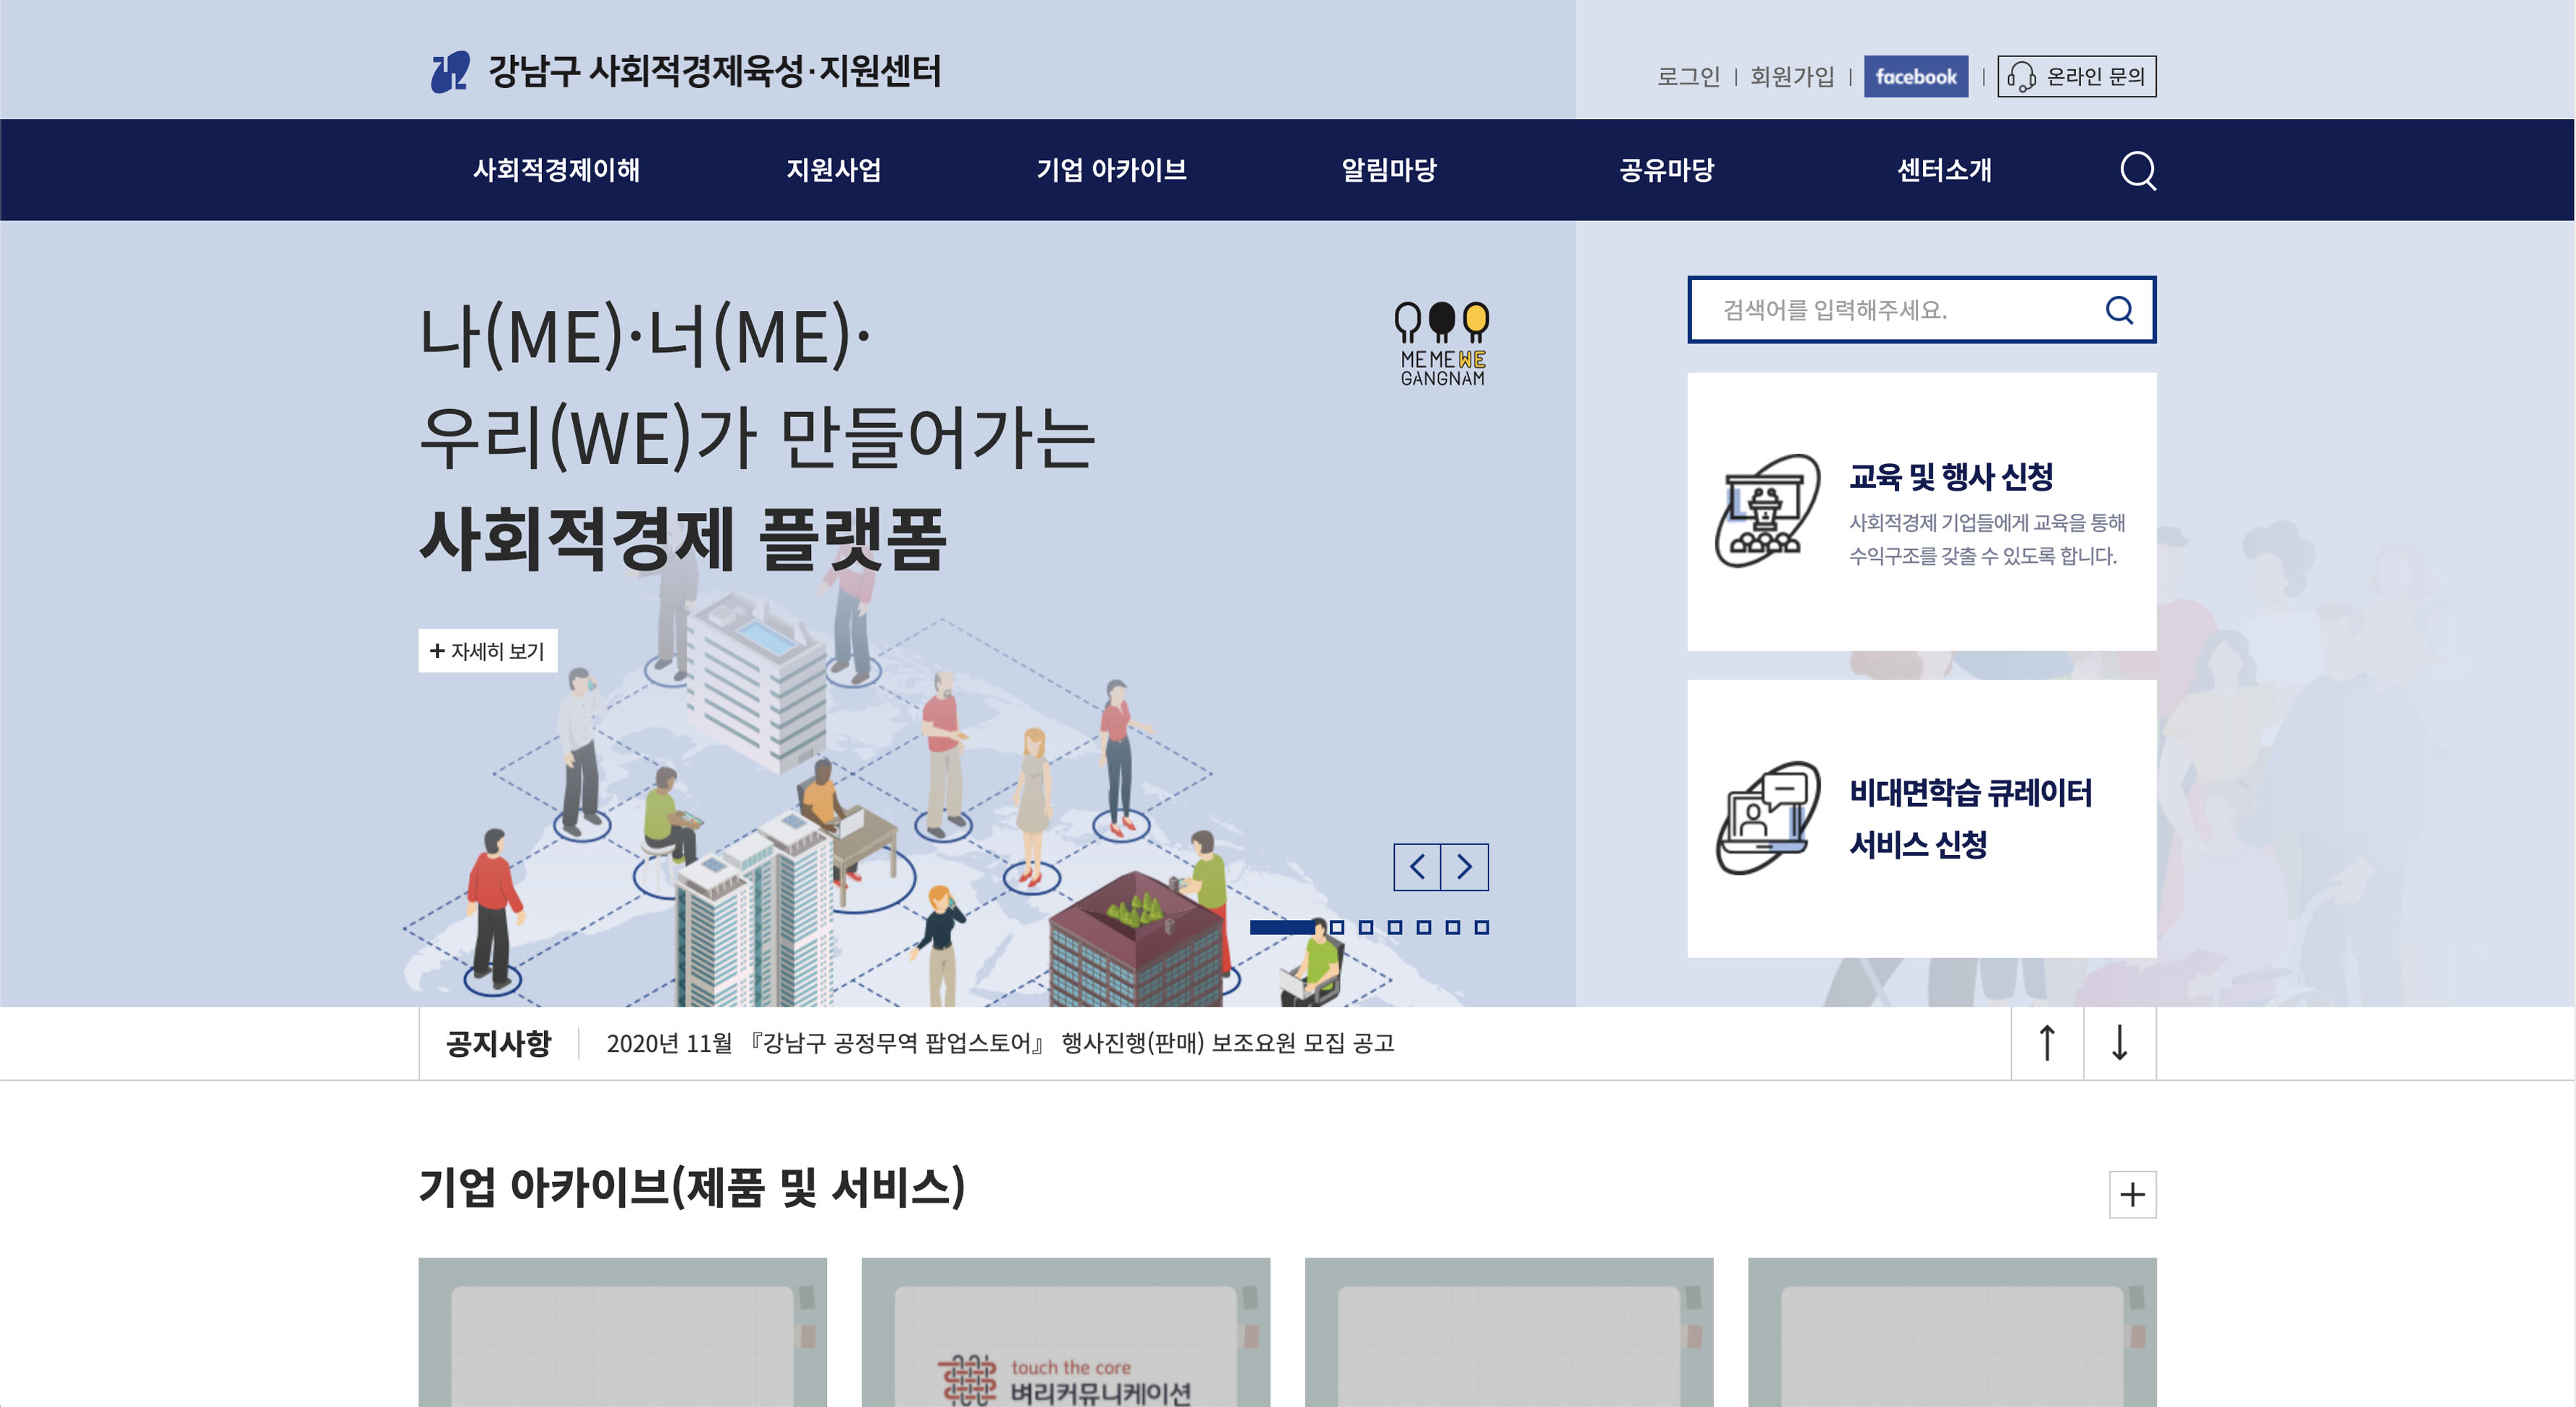 강남구 사회적경제육성·지원센터
로그인 | 회원가입 | facebook | 온라인 문의
사회적경제이해 지원사업 기업 아카이브 알림마당 공유마당 센터소개
나(ME)·너(ME)·
우리(WE)가 만들어가는
사회적경제 플랫폼
+ 자세히 보기
MEMEWE
GANGNAM
검색어를 입력해주세요.
교육 및 행사 신청
사회적경제 기업들에게 교육을 통해
수익구조를 갖출 수 있도록 합니다.
비대면학습 큐레이터
서비스 신청
공지사항
2020년 11월 『강남구 공정무역 팝업스토어』 행사진행(판매) 보조요원 모집 공고
기업 아카이브(제품 및 서비스)
touch the core
벼리커뮤니케이션